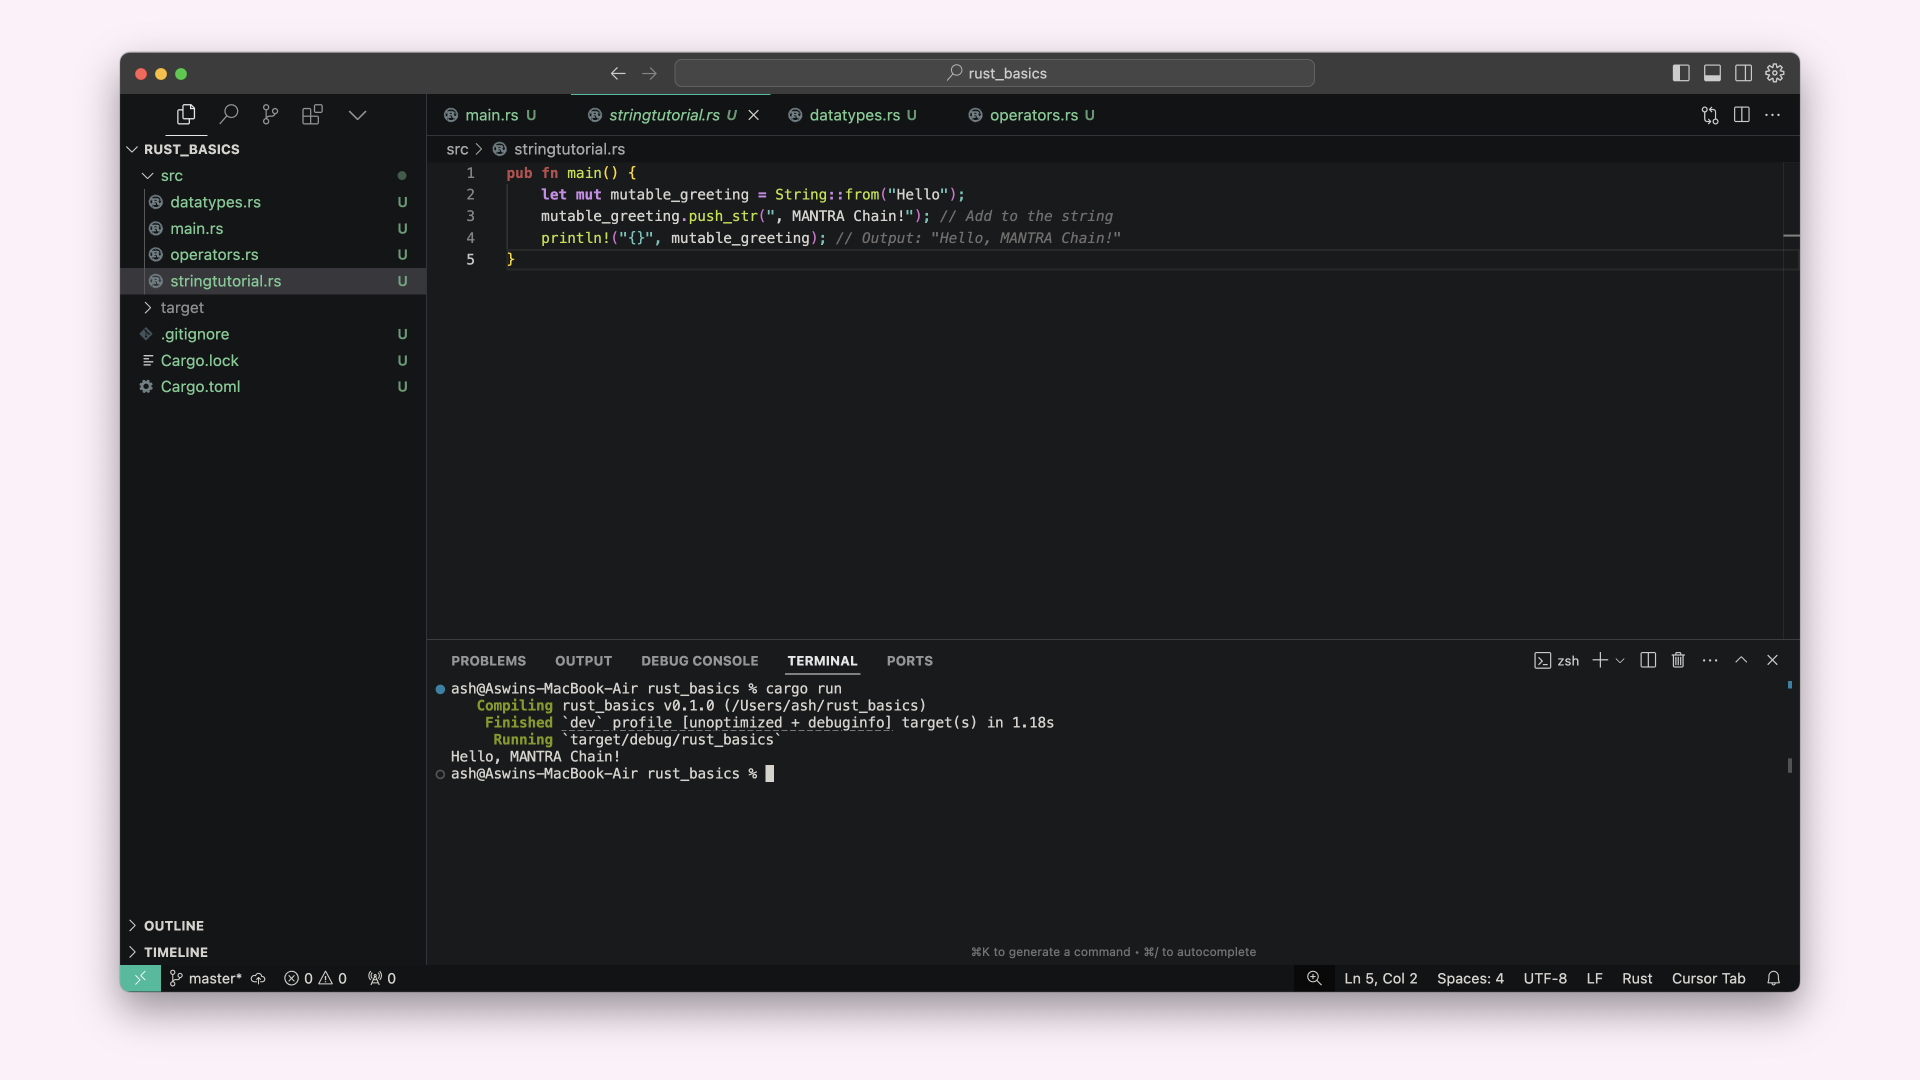 rust_basics
main.rs U
stringtutorial.rs U
datatypes.rs U
operators.rs U
RUST_BASICS
src
datatypes.rs U
main.rs U
operators.rs U
stringtutorial.rs U
target
.gitignore U
Cargo.lock U
Cargo.toml U
OUTLINE
TIMELINE
src > stringtutorial.rs
1 pub fn main() {
2     let mut mutable_greeting = String::from("Hello");
3     mutable_greeting.push_str(", MANTRA Chain!"); // Add to the string
4     println!("{}", mutable_greeting); // Output: "Hello, MANTRA Chain!"
5 }
PROBLEMS OUTPUT DEBUG CONSOLE TERMINAL PORTS
zsh
ash@Aswins-MacBook-Air rust_basics % cargo run
Compiling rust_basics v0.1.0 (/Users/ash/rust_basics)
Finished `dev` profile [unoptimized + debuginfo] target(s) in 1.18s
Running `target/debug/rust_basics`
Hello, MANTRA Chain!
ash@Aswins-MacBook-Air rust_basics %
⌘K to generate a command • ⌘/ to autocomplete
master* 0 0 0
Ln 5, Col 2 Spaces: 4 UTF-8 LF Rust Cursor Tab